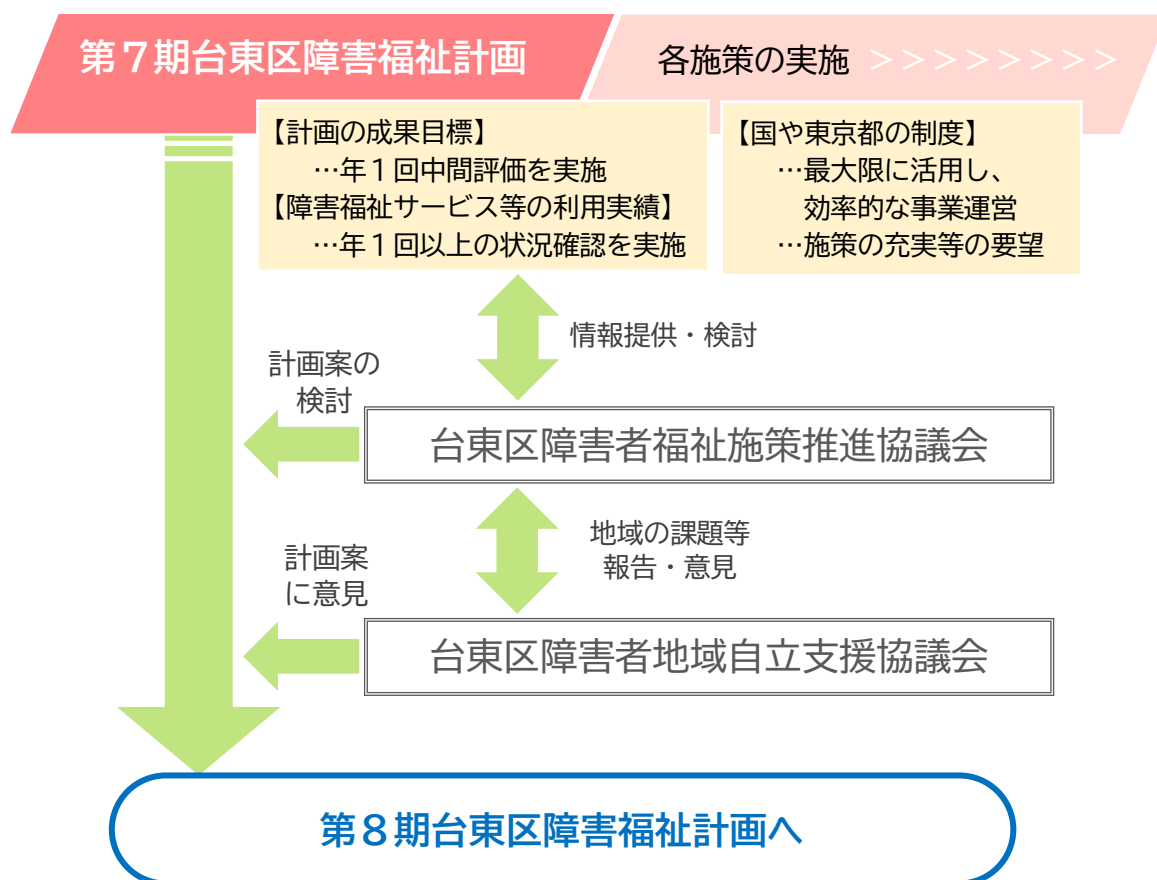 第７期台東区障害福祉計画
各施策の実施 ＞＞＞＞＞＞＞＞
【計画の成果目標】
…年１回中間評価を実施
【障害福祉サービス等の利用実績】
…年１回以上の状況確認を実施
【国や東京都の制度】
…最大限に活用し、
効率的な事業運営
…施策の充実等の要望
情報提供・検討
計画案の
検討
台東区障害者福祉施策推進協議会
地域の課題等
報告・意見
計画案
に意見
台東区障害者地域自立支援協議会
第８期台東区障害福祉計画へ